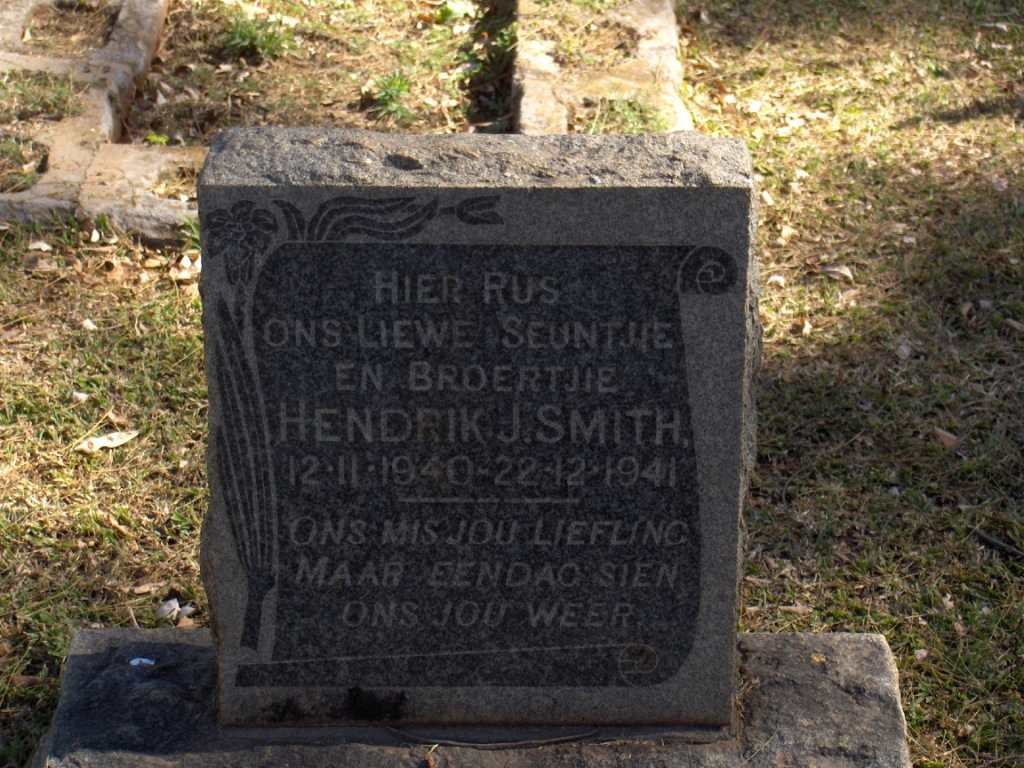 HIER RUS
ONS LIEWE SEUNTJIE
EN BROERTJIE
HENDRIK J. SMITH.
12·11·1940-22·12·1941
ONS MIS JOU LIEFLING
MAAR EENDAG SIEN
ONS JOU WEER.